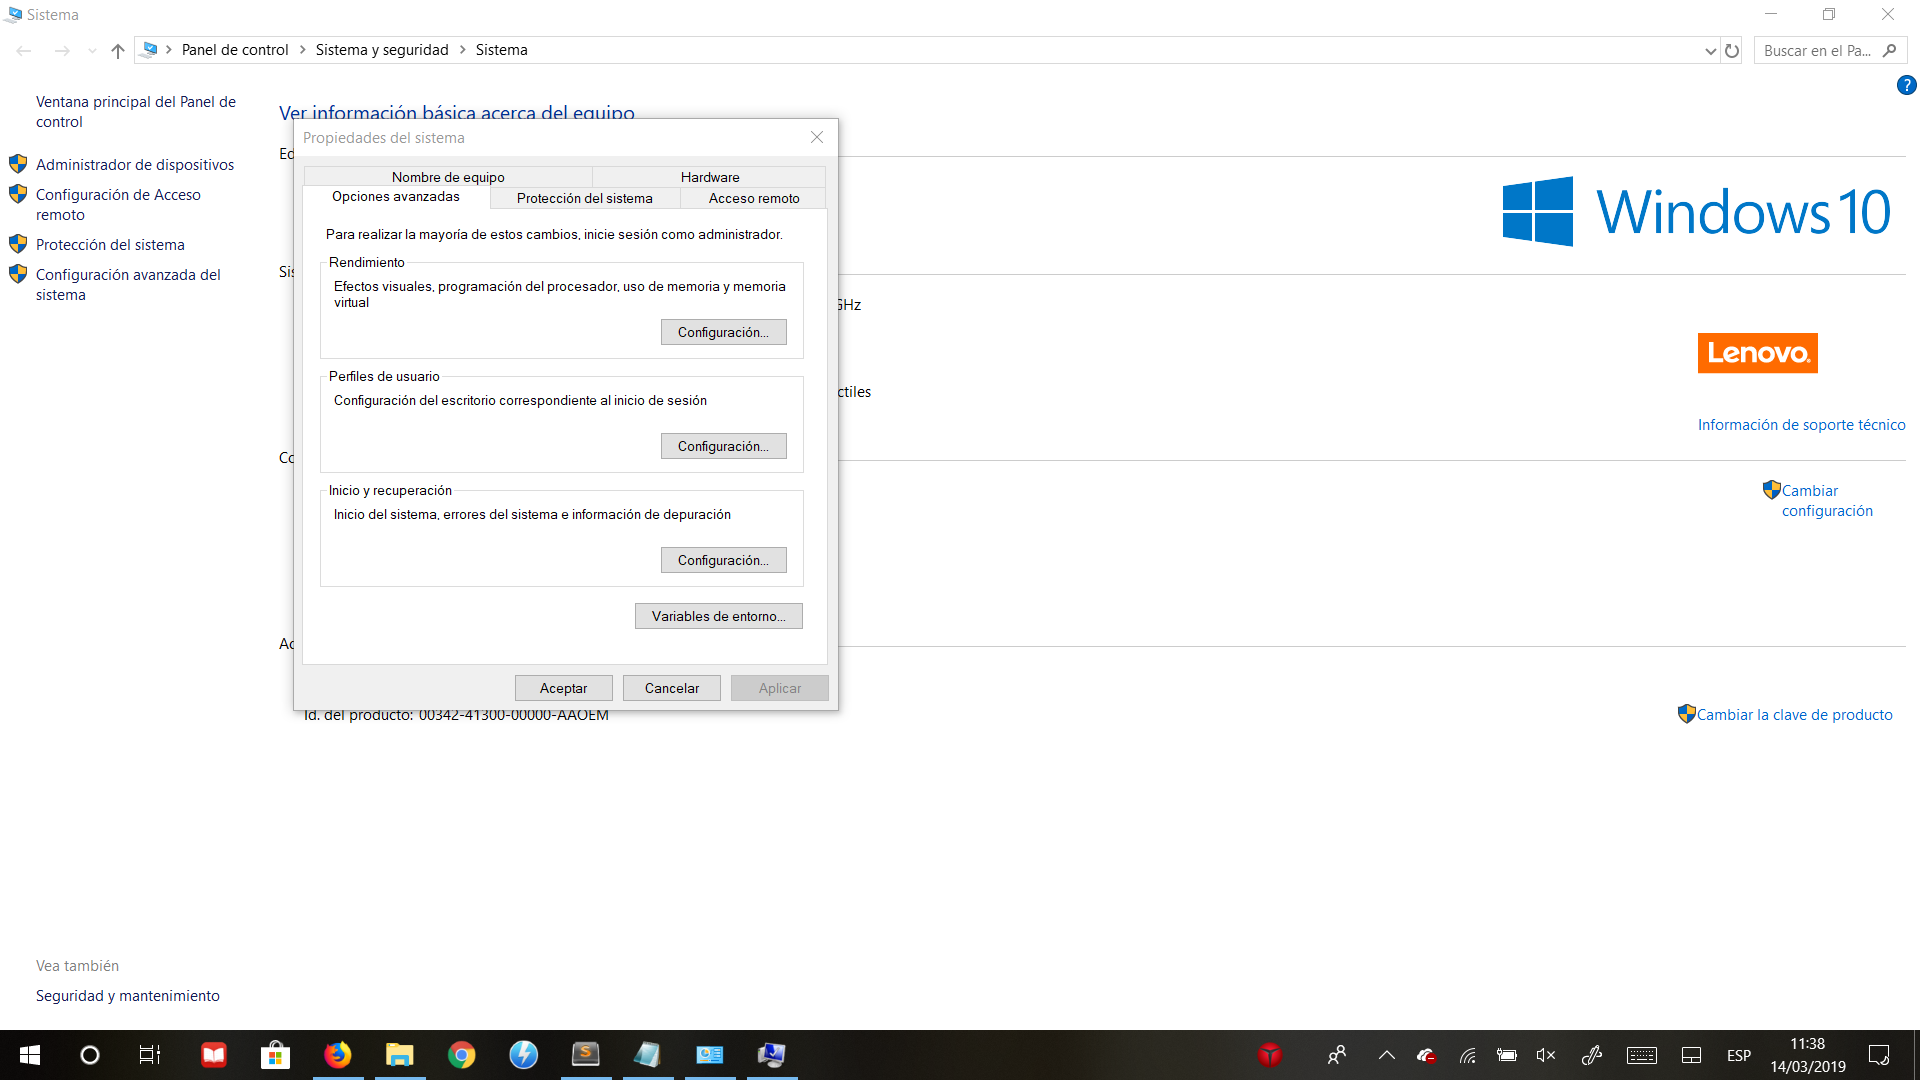 Sistema
Panel de control
Sistema y seguridad
Sistema
Buscar en el Pa...
?
Ventana principal del Panel de
control
Administrador de dispositivos
Configuración de Acceso
remoto
Protección del sistema
Configuración avanzada del
sistema
Ver información básica acerca del equipo
Propiedades del sistema
Nombre de equipo
Hardware
Opciones avanzadas
Protección del sistema
Acceso remoto
Para realizar la mayoría de estos cambios, inicie sesión como administrador.
Rendimiento
Efectos visuales, programación del procesador, uso de memoria y memoria
virtual
Configuración...
Perfiles de usuario
Configuración del escritorio correspondiente al inicio de sesión
Configuración...
Inicio y recuperación
Inicio del sistema, errores del sistema e información de depuración
Configuración...
Variables de entorno...
Aceptar
Cancelar
Aplicar
Id. del producto: 00342-41300-00000-AAOEM
Windows 10
GHz
Lenovo
ctiles
Información de soporte técnico
Cambiar
configuración
Cambiar la clave de producto
Vea también
Seguridad y mantenimiento
ESP
11:38
14/03/2019